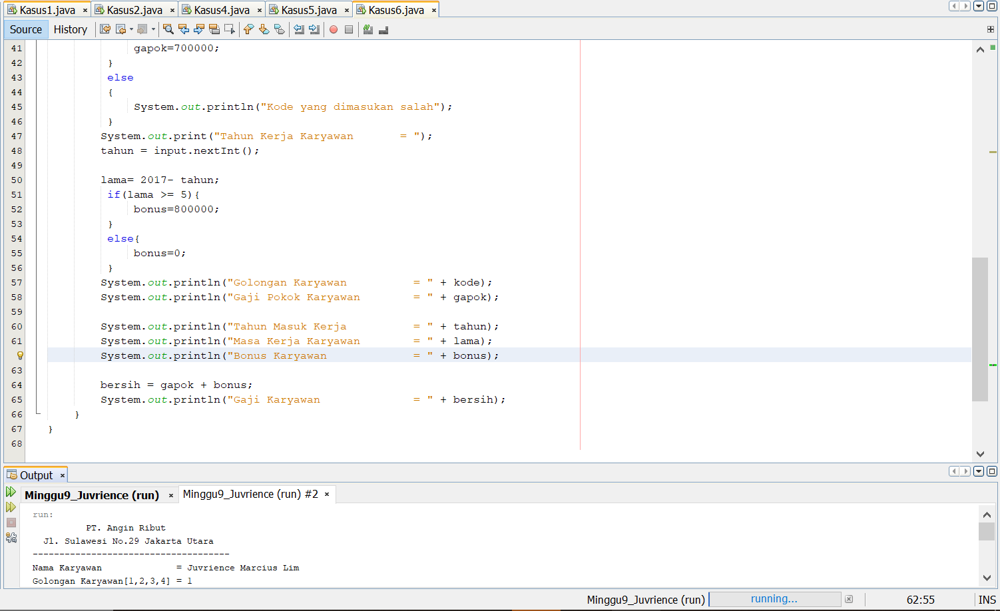 Kasus1.java × Kasus2.java × Kasus4.java × Kasus5.java × Kasus6.java ×
Source History
41 gapok=700000;
42 }
43 else
44 {
45 System.out.println("Kode yang dimasukan salah");
46 }
47 System.out.print("Tahun Kerja Karyawan       = ");
48 tahun = input.nextInt();
49
50 lama= 2017- tahun;
51 if(lama >= 5){
52 bonus=800000;
53 }
54 else{
55 bonus=0;
56 }
57 System.out.println("Golongan Karyawan          = " + kode);
58 System.out.println("Gaji Pokok Karyawan        = " + gapok);
59
60 System.out.println("Tahun Masuk Kerja          = " + tahun);
61 System.out.println("Masa Kerja Karyawan        = " + lama);
System.out.println("Bonus Karyawan             = " + bonus);
63
64 bersih = gapok + bonus;
65 System.out.println("Gaji Karyawan              = " + bersih);
66 }
67 }
68
Output ×
Minggu9_Juvrience (run) × Minggu9_Juvrience (run) #2 ×
run:
PT. Angin Ribut
Jl. Sulawesi No.29 Jakarta Utara
-------------------------------------
Nama Karyawan              = Juvrience Marcius Lim
Golongan Karyawan[1,2,3,4] = 1
Minggu9_Juvrience (run) running... 62:55 INS